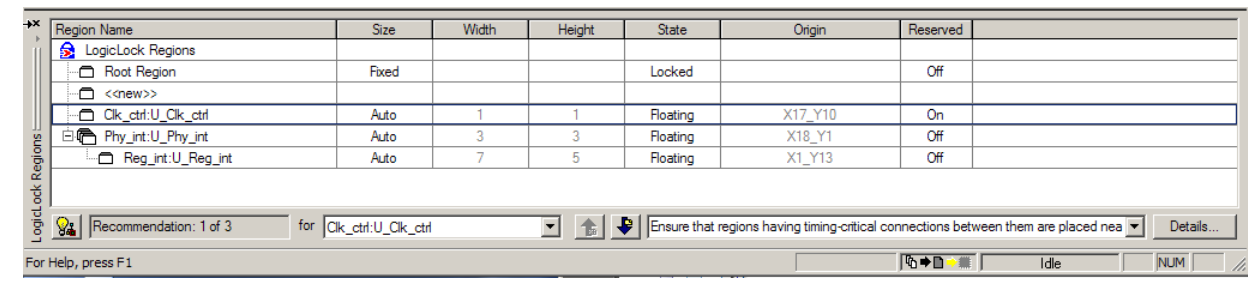 Region Name Size Width Height State Origin Reserved
LogicLock Regions
Root Region Fixed Locked Off
<<new>>
Clk_ctrl:U_Clk_ctrl Auto 1 1 Floating X17_Y10 On
Phy_int:U_Phy_int Auto 3 3 Floating X18_Y1 Off
Reg_int:U_Reg_int Auto 7 5 Floating X1_Y13 Off
LogicLock Regions
Recommendation: 1 of 3 for Clk_ctrl:U_Clk_ctrl Ensure that regions having timing-critical connections between them are placed nea Details...
For Help, press F1 Idle NUM